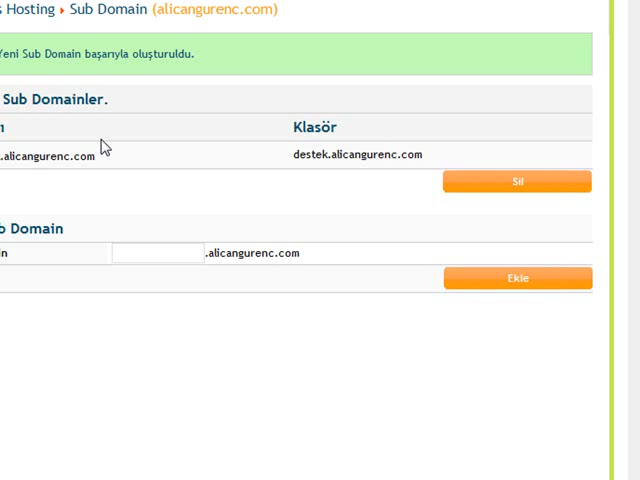 s Hosting Sub Domain (alicangurenc.com)
Yeni Sub Domain başarıyla oluşturuldu.
Sub Domainler.
ı Klasör
.alicangurenc.com destek.alicangurenc.com
Sil
b Domain
in .alicangurenc.com
Ekle